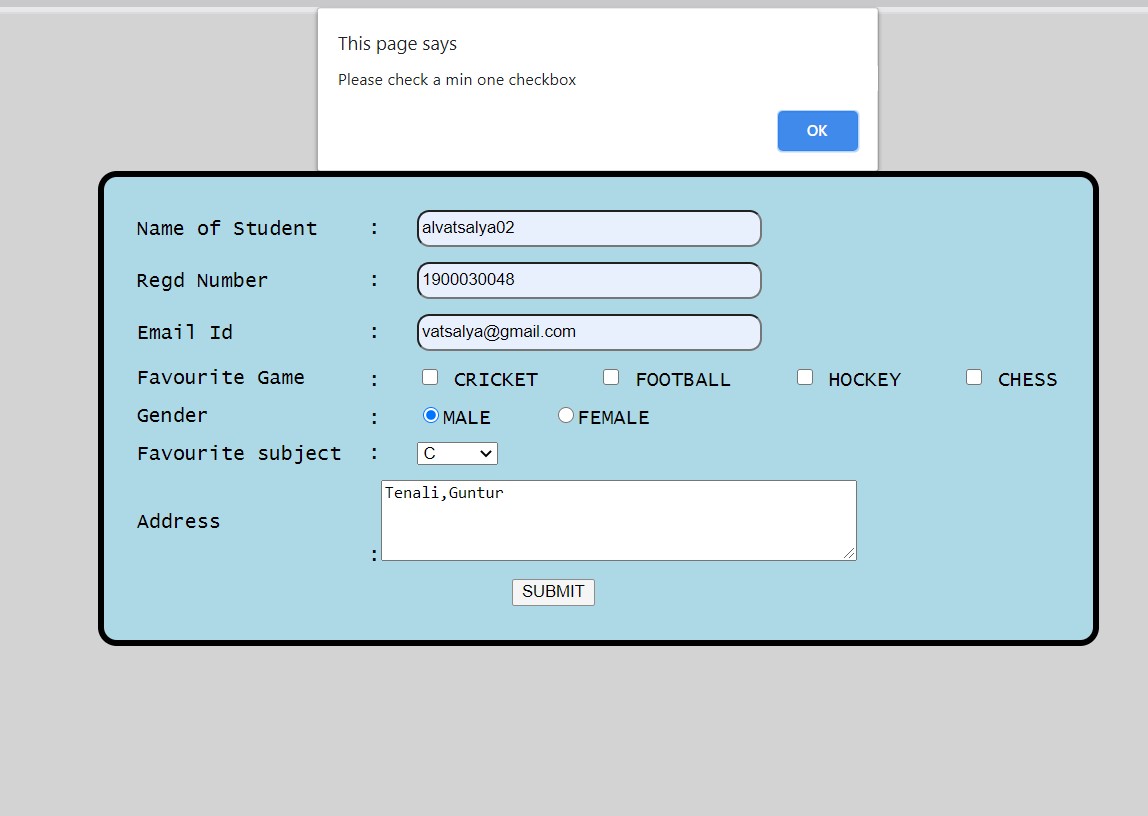 This page says
Please check a min one checkbox
OK
Name of Student : alvatsalya02
Regd Number : 1900030048
Email Id : vatsalya@gmail.com
Favourite Game : CRICKET FOOTBALL HOCKEY CHESS
Gender : MALE FEMALE
Favourite subject : C
Address : Tenali,Guntur
SUBMIT